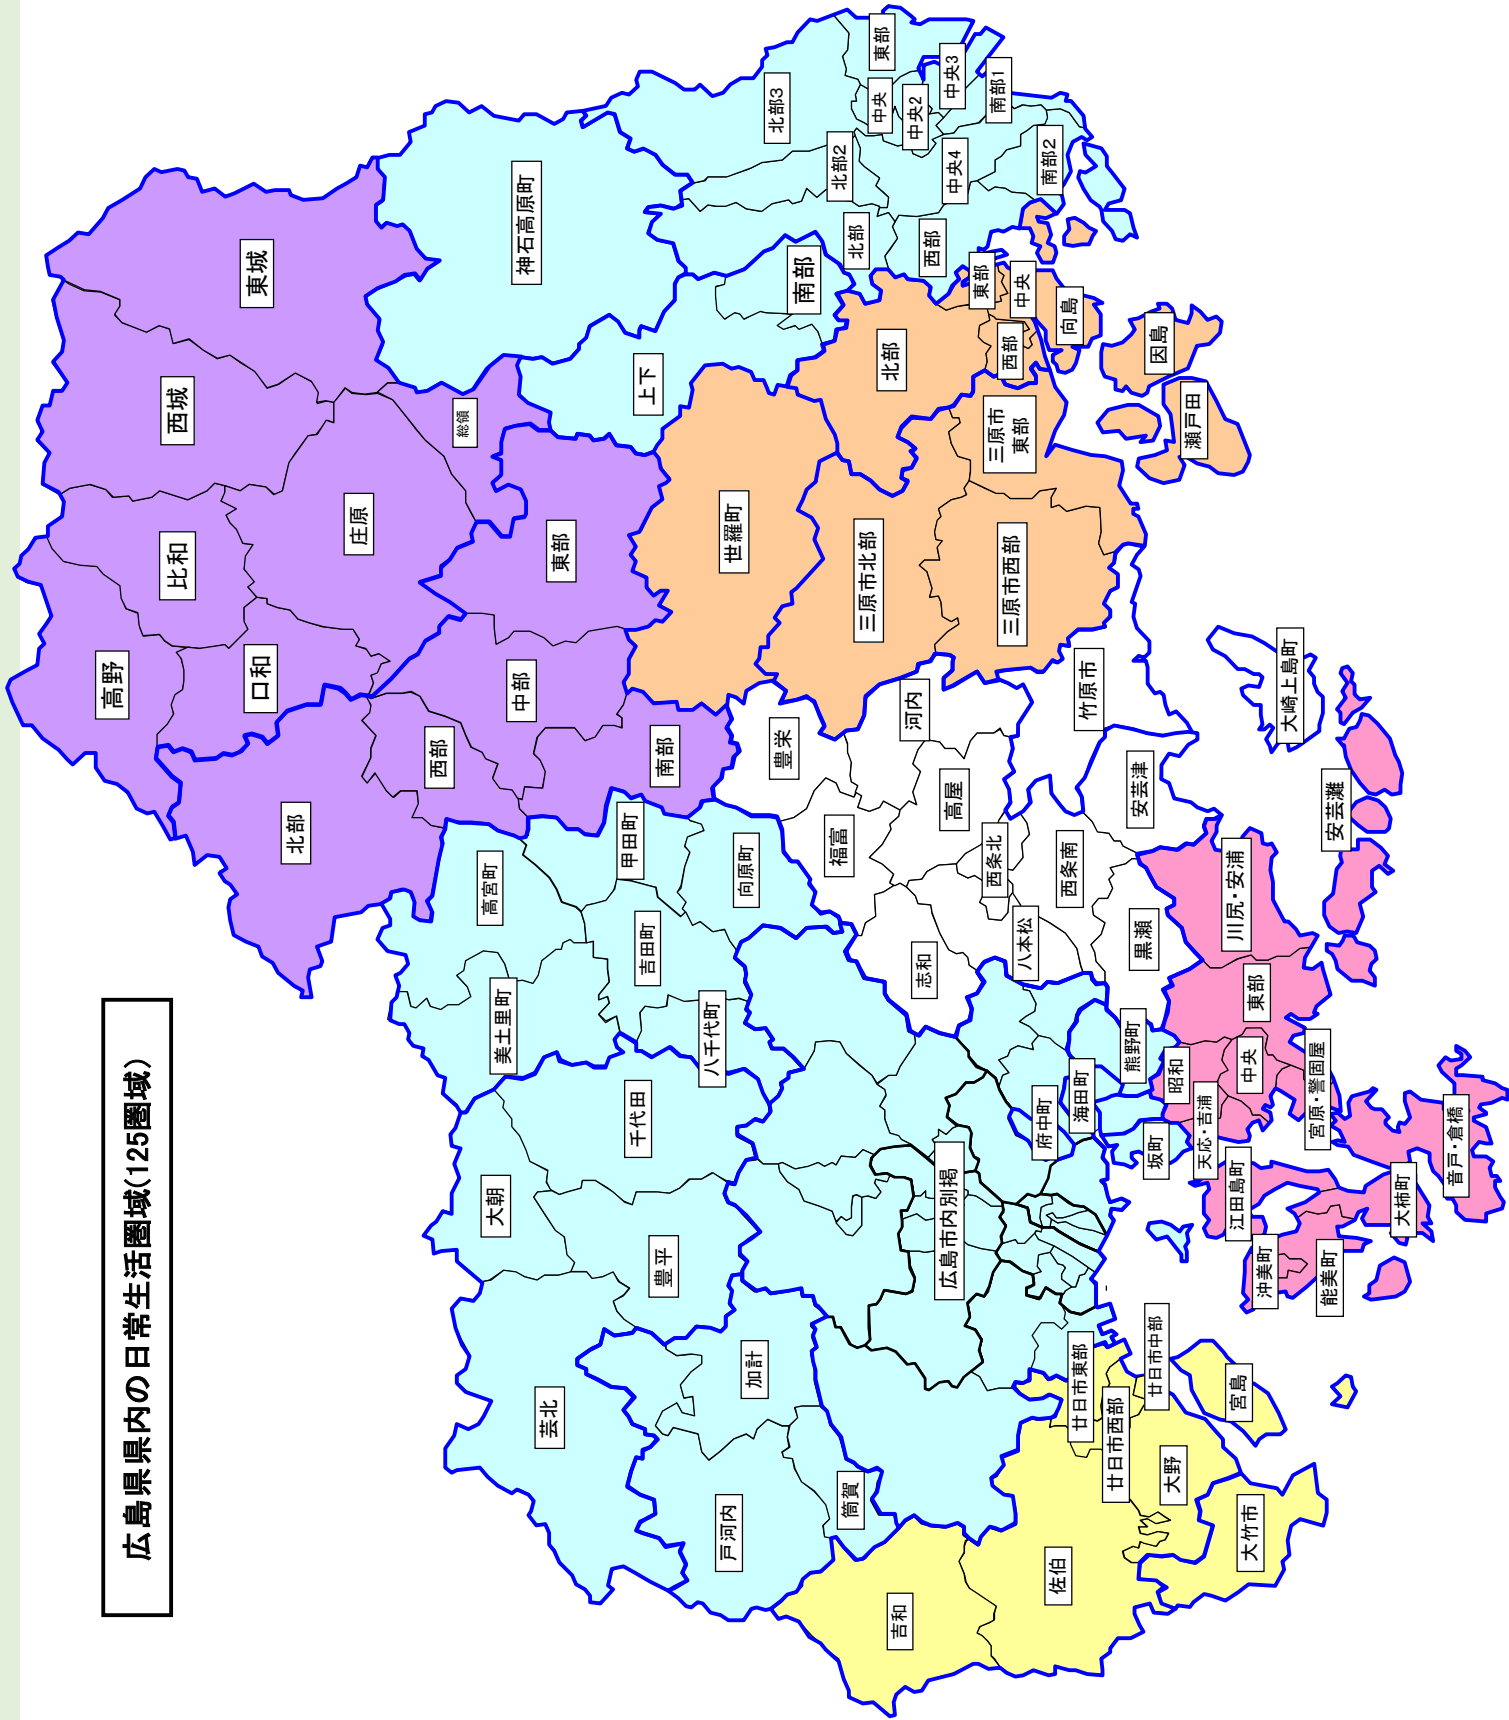 広島県県内の日常生活圏域(125圏域)
高野
比和
西城
東城
口和
庄原
総領
北部
西部
中部
東部
南部
神石高原町
上下
南部
北部3
北部2
北部
東部
中央
中央2
中央3
中央4
南部1
南部2
西部
世羅町
北部
東部
中央
西部
向島
因島
瀬戸田
三原市
東部
三原市北部
三原市西部
竹原市
大崎上島町
豊栄
河内
福富
高屋
西条北
西条南
安芸津
志和
八本松
黒瀬
高宮町
甲田町
向原町
吉田町
美土里町
八千代町
千代田
大朝
豊平
芸北
加計
戸河内
筒賀
広島市内別掲
府中町
海田町
熊野町
坂町
昭和
天応・吉浦
中央
東部
宮原・警固屋
川尻・安浦
安芸灘
音戸・倉橋
江田島町
大柿町
沖美町
能美町
廿日市東部
廿日市西部
廿日市中部
宮島
大野
大竹市
佐伯
吉和